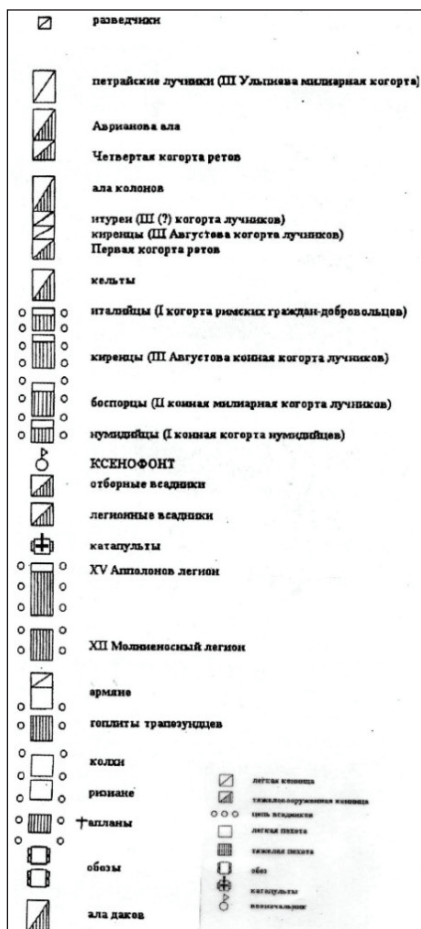 разведчики
петрайские лучники (III Ульпиева милиарная когорта)
Аврианова ала
Четвертая когорта ретов
ала колонов
итуреи (III (?) когорта лучников)
киренцы (III Августова когорта лучников)
Первая когорта ретов
кельты
италийцы (I когорта римских граждан-добровольцев)
киренцы (III Августова конная когорта лучников)
боспорцы (II конная милиарная когорта лучников)
нумидийцы (I конная когорта нумидийцев)
КСЕНОФОНТ
отборные всадники
легионные всадники
катапульты
XV Апполонов легион
XII Молниеносный легион
армяне
гоплиты трапезундцев
колхи
ризиане
апланы
обозы
ала даков
легкая конница
тяжеловооруженная конница
цепь всадников
легкая пехота
тяжелая пехота
обоз
катапульты
военачальник